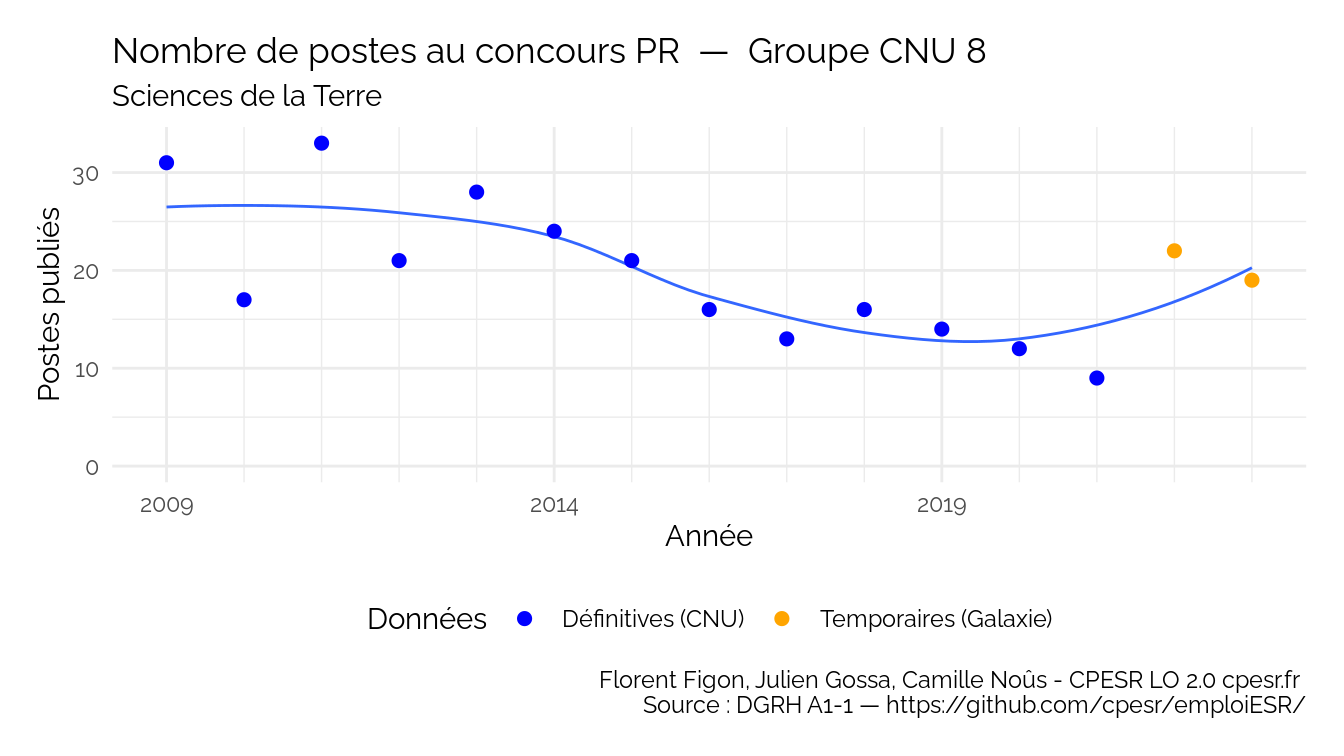 Nombre de postes au concours PR — Groupe CNU 8
Sciences de la Terre
Postes publiés
30
20
10
0
2009 2014 2019
Année
Données Définitives (CNU) Temporaires (Galaxie)
Florent Figon, Julien Gossa, Camille Noûs - CPESR LO 2.0 cpesr.fr
Source : DGRH A1-1 — https://github.com/cpesr/emploiESR/